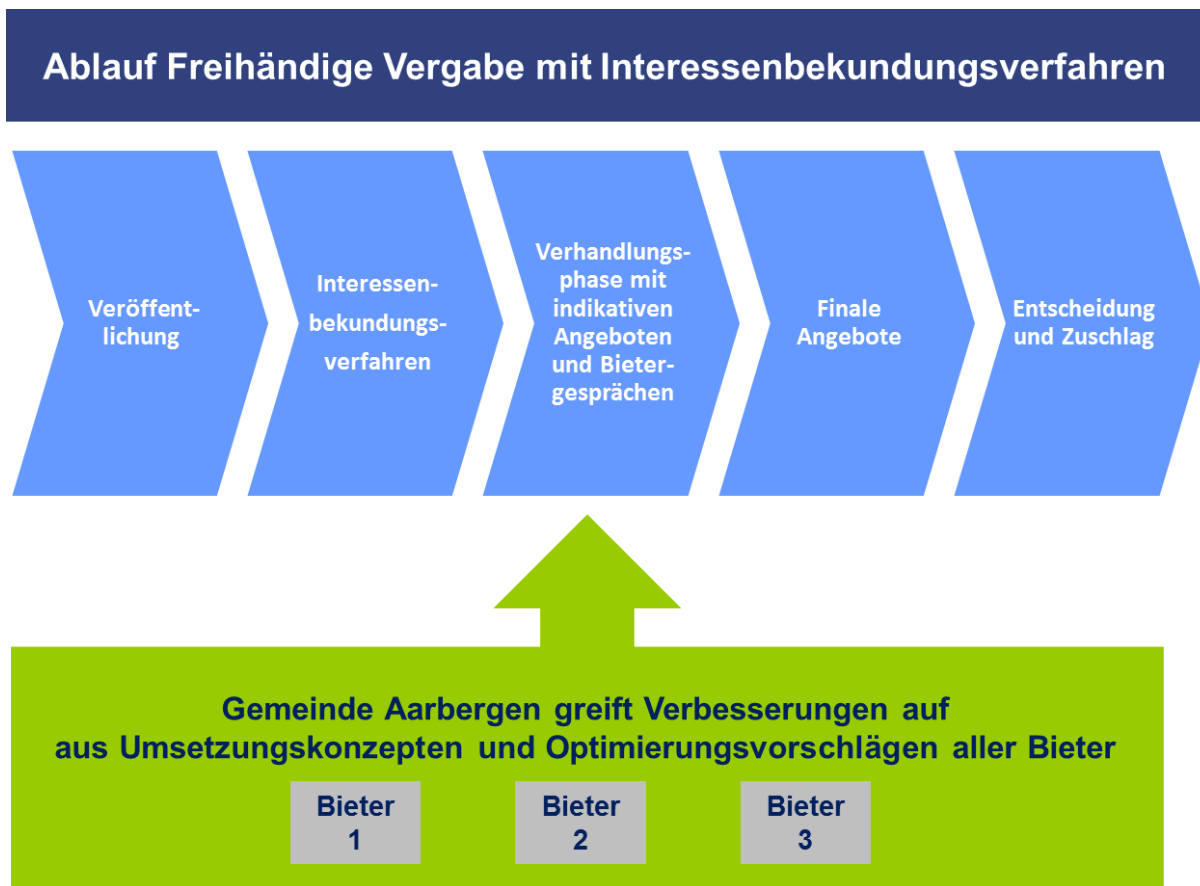 Ablauf Freihändige Vergabe mit Interessenbekundungsverfahren
Veröffent-
lichung
Interessen-
bekundungs-
verfahren
Verhandlungs-
phase mit
indikativen
Angeboten
und Bieter-
gesprächen
Finale
Angebote
Entscheidung
und Zuschlag
Gemeinde Aarbergen greift Verbesserungen auf
aus Umsetzungskonzepten und Optimierungsvorschlägen aller Bieter
Bieter
1
Bieter
2
Bieter
3